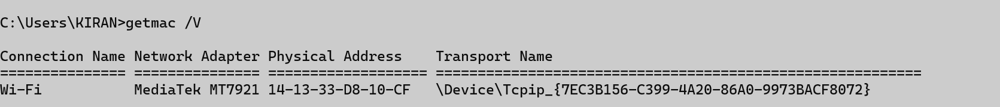 C:\Users\KIRAN>getmac /V
Connection Name Network Adapter Physical Address    Transport Name
=============== =============== =================== ==========================================================
Wi-Fi           MediaTek MT7921 14-13-33-D8-10-CF   \Device\Tcpip_{7EC3B156-C399-4A20-86A0-9973BACF8072}